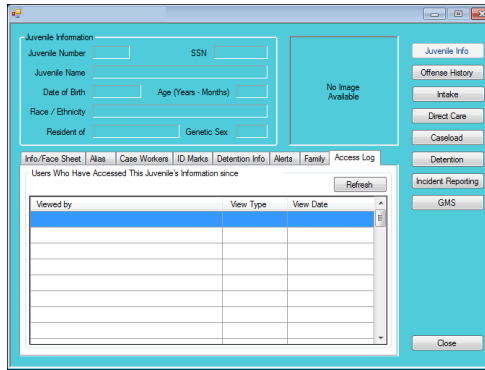 Juvenile Information
Juvenile Number SSN
Juvenile Name
Date of Birth Age (Years - Months)
Race / Ethnicity
Resident of Genetic Sex
No Image
Available
Juvenile Info
Offense History
Intake
Direct Care
Caseload
Detention
Incident Reporting
GMS
Info/Face Sheet Alias Case Workers ID Marks Detention Info Alerts Family Access Log
Users Who Have Accessed This Juvenile's Information since
Refresh
Viewed by View Type View Date
Close